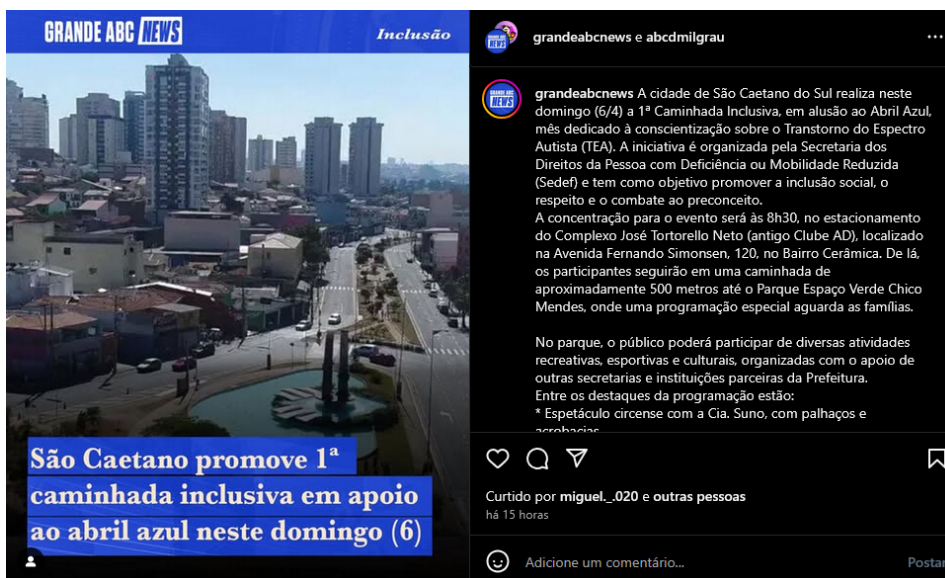 GRANDE ABC NEWS
Inclusão
São Caetano promove 1ª
caminhada inclusiva em apoio
ao abril azul neste domingo (6)
grandeabcnews e abcdmilgrau
grandeabcnews A cidade de São Caetano do Sul realiza neste
domingo (6/4) a 1ª Caminhada Inclusiva, em alusão ao Abril Azul,
mês dedicado à conscientização sobre o Transtorno do Espectro
Autista (TEA). A iniciativa é organizada pela Secretaria dos
Direitos da Pessoa com Deficiência ou Mobilidade Reduzida
(Sedef) e tem como objetivo promover a inclusão social, o
respeito e o combate ao preconceito.
A concentração para o evento será às 8h30, no estacionamento
do Complexo José Tortorello Neto (antigo Clube AD), localizado
na Avenida Fernando Simonsen, 120, no Bairro Cerâmica. De lá,
os participantes seguirão em uma caminhada de
aproximadamente 500 metros até o Parque Espaço Verde Chico
Mendes, onde uma programação especial aguarda as famílias.
No parque, o público poderá participar de diversas atividades
recreativas, esportivas e culturais, organizadas com o apoio de
outras secretarias e instituições parceiras da Prefeitura.
Entre os destaques da programação estão:
* Espetáculo circense com a Cia. Suno, com palhaços e
acrobacias
Curtido por miguel._.020 e outras pessoas
há 15 horas
Adicione um comentário...
Postar